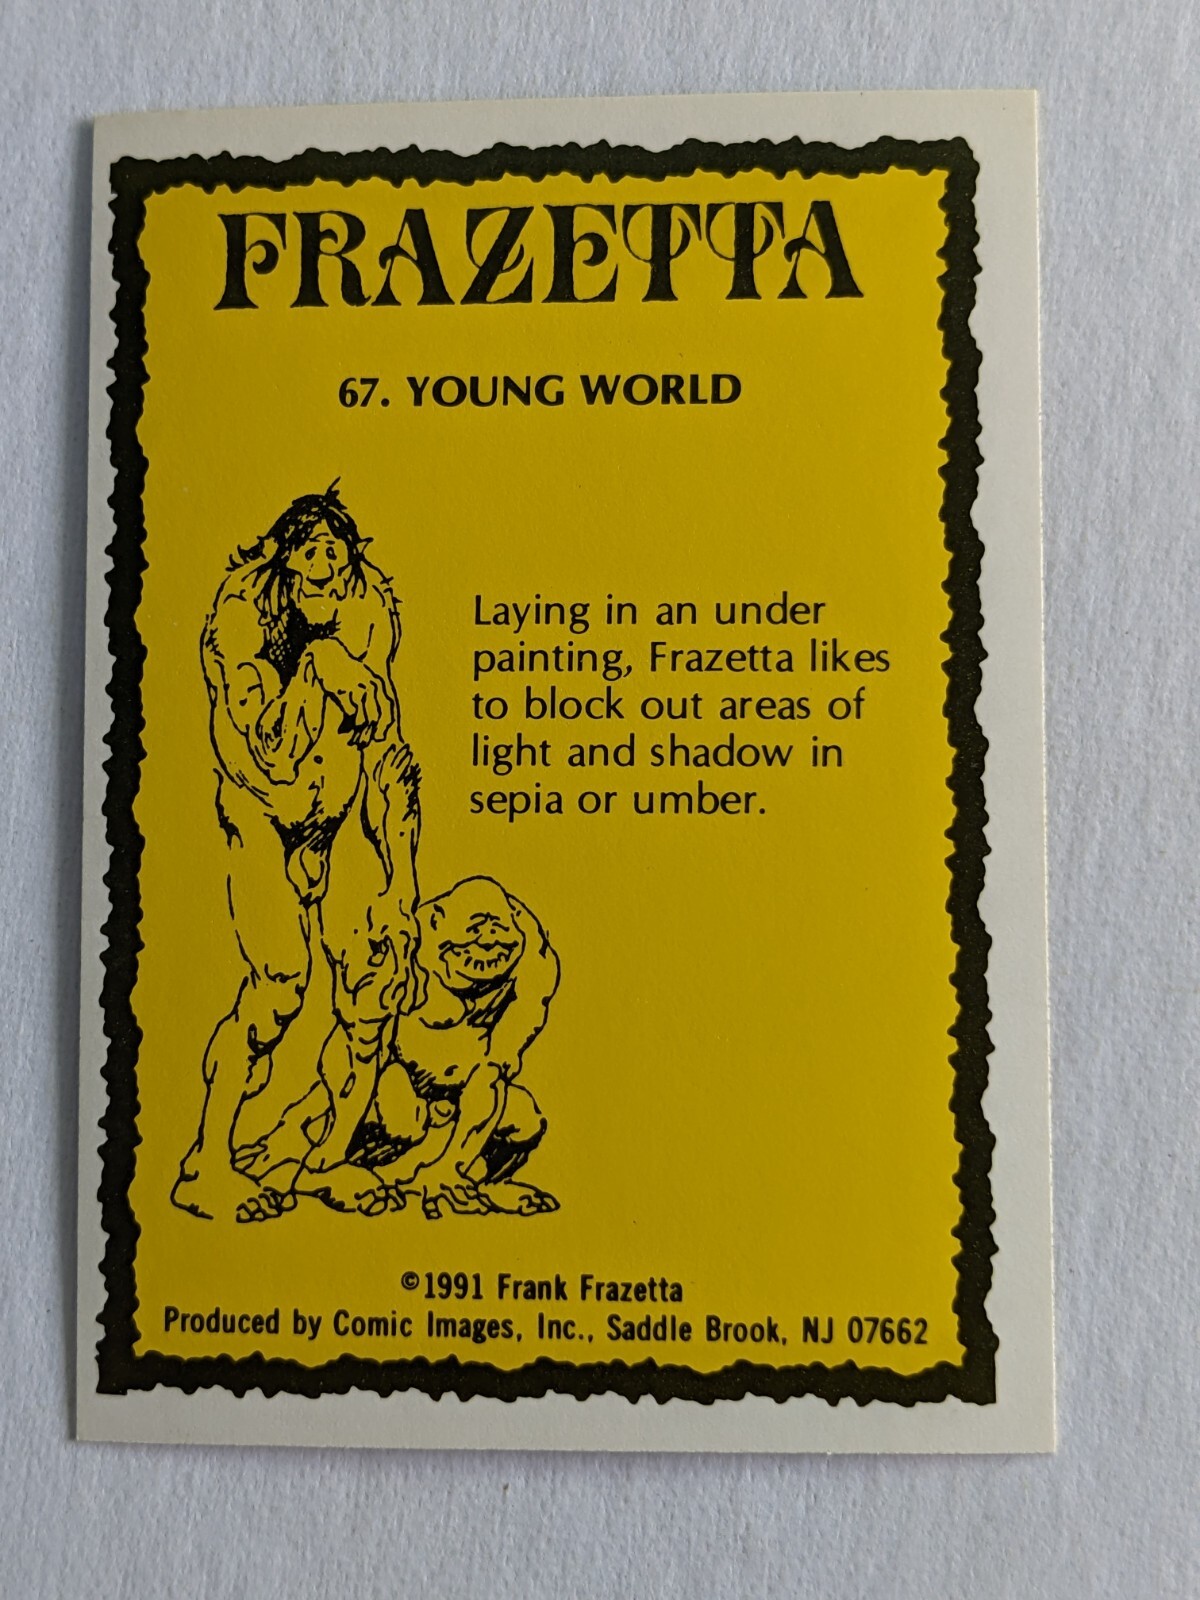 FRAZETTA
67. YOUNG WORLD
Laying in an under
painting, Frazetta likes
to block out areas of
light and shadow in
sepia or umber.
©1991 Frank Frazetta
Produced by Comic Images, Inc., Saddle Brook, NJ 07662